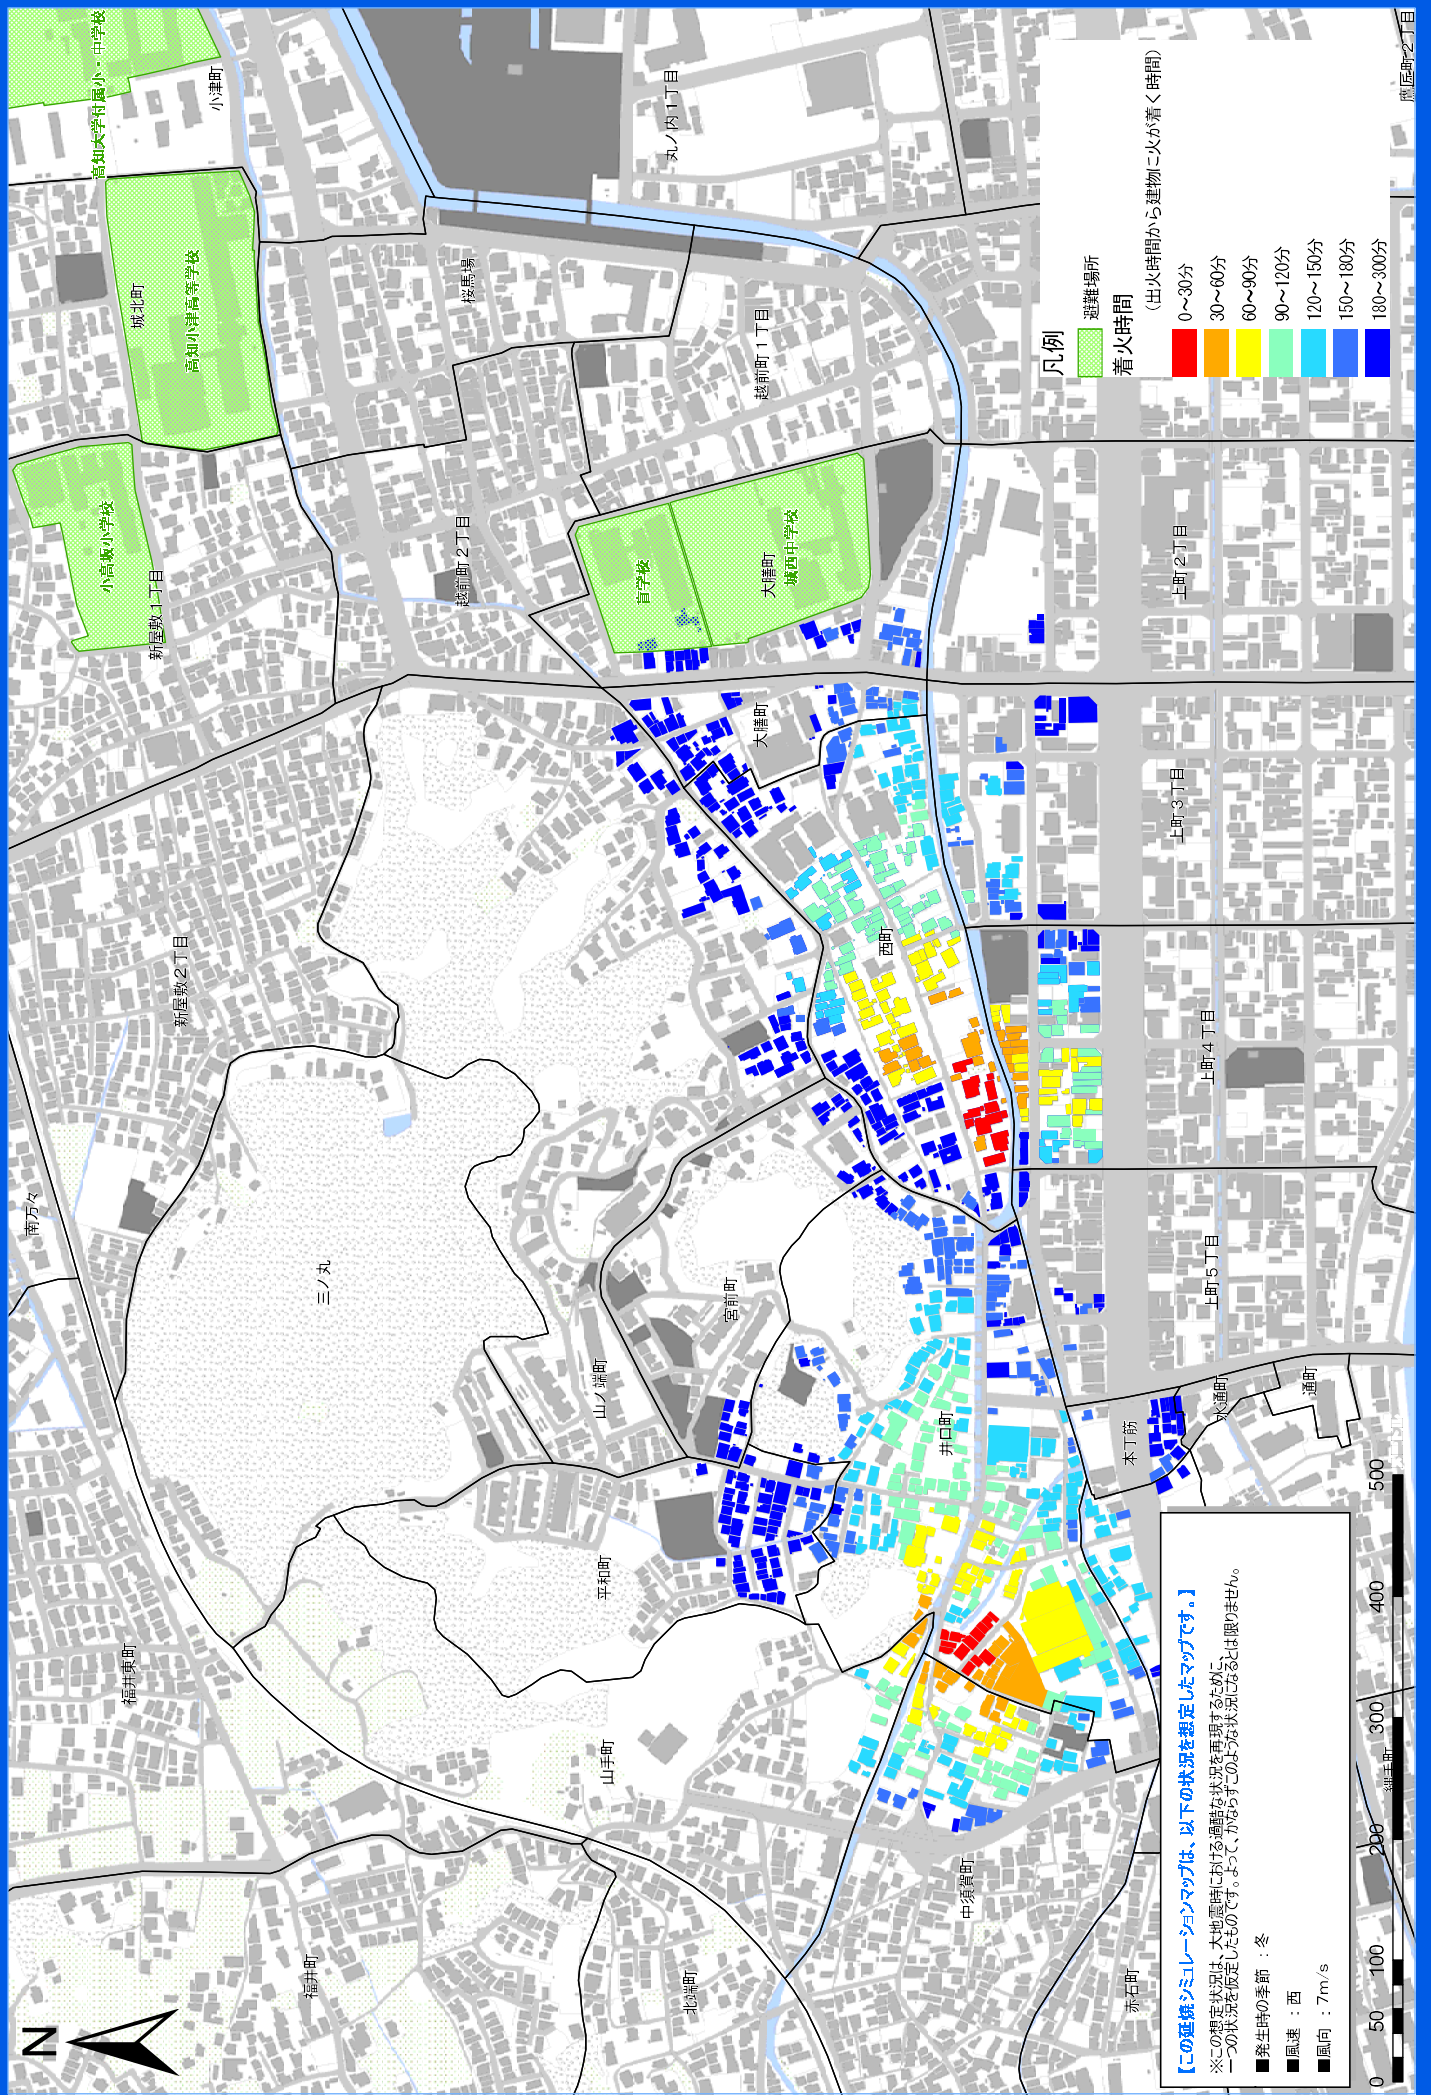 高知大学付属小・中学校
小津町
丸ノ内1丁目
鷹匠町2丁目
城北町
高知小津高等学校
桜馬場
越前町1丁目
小高坂小学校
新屋敷1丁目
越前町2丁目
盲学校
大膳町
城西中学校
上町2丁目
大膳町
上町3丁目
新屋敷2丁目
西町
上町4丁目
南万々
三ノ丸
宮前町
上町5丁目
山ノ端町
井口町
本丁筋
水通町
通町
平和町
福井東町
山手町
中須賀町
福井町
北端町
赤石町
凡例
避難場所
着火時間
(出火時間から建物に火が着く時間)
0~30分
30~60分
60~90分
90~120分
120~150分
150~180分
180~300分
【この延焼シミュレーションマップは、以下の状況を想定したマップです。】
※この想定状況は、大地震時における過酷な状況を再現するために、
一つの状況を仮定したものです。よって、かならずこのような状況になるとは限りません。
■発生時の季節 :冬
■風速 :西
■風向 :7m/s
0 50 100 200 300 400 500
N